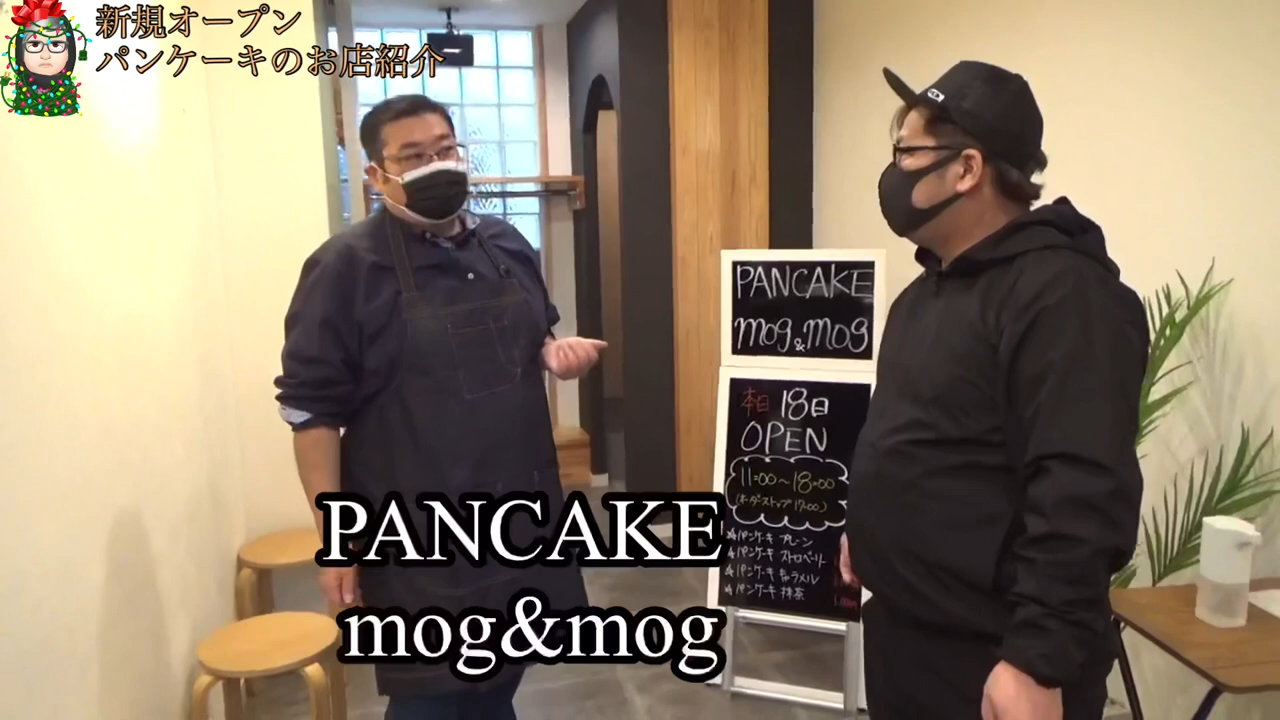 新規オープン
パンケーキのお店紹介
PANCAKE
mog&mog
本日 18日
OPEN
11:00～18:00
(オーダーストップ 17:00)
☆パンケーキ プレーン
☆パンケーキ ストロベリー
☆パンケーキ キャラメル
☆パンケーキ 抹茶
PANCAKE
mog&mog